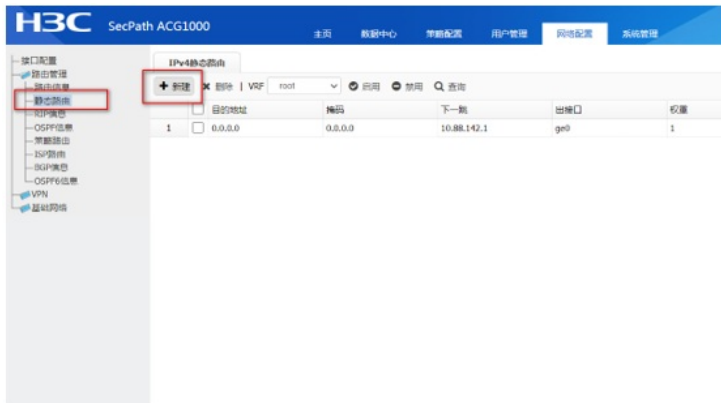 H3C SecPath ACG1000
主页 数据中心 策略配置 用户管理 网络配置 系统管理
接口配置
路由管理
路由信息
静态路由
RIP信息
OSPF信息
策略路由
ISP路由
BGP信息
OSPF6信息
VPN
基础网络
IPv4静态路由
新建 删除 | VRF root 启用 禁用 查询
目的地址 掩码 下一跳 出接口 权重
1 0.0.0.0 0.0.0.0 10.88.142.1 ge0 1